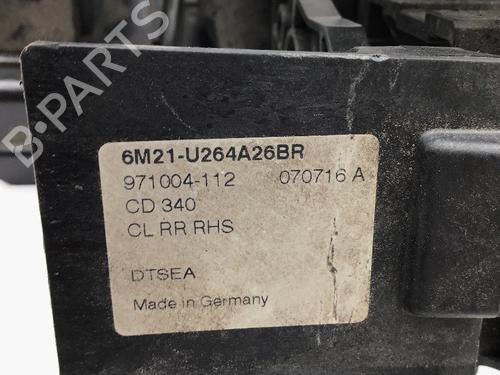 6M21-U264A26BR
971004-112 070716 A
CD 340
CL RR RHS
DTSEA
Made in Germany
B-PARTS